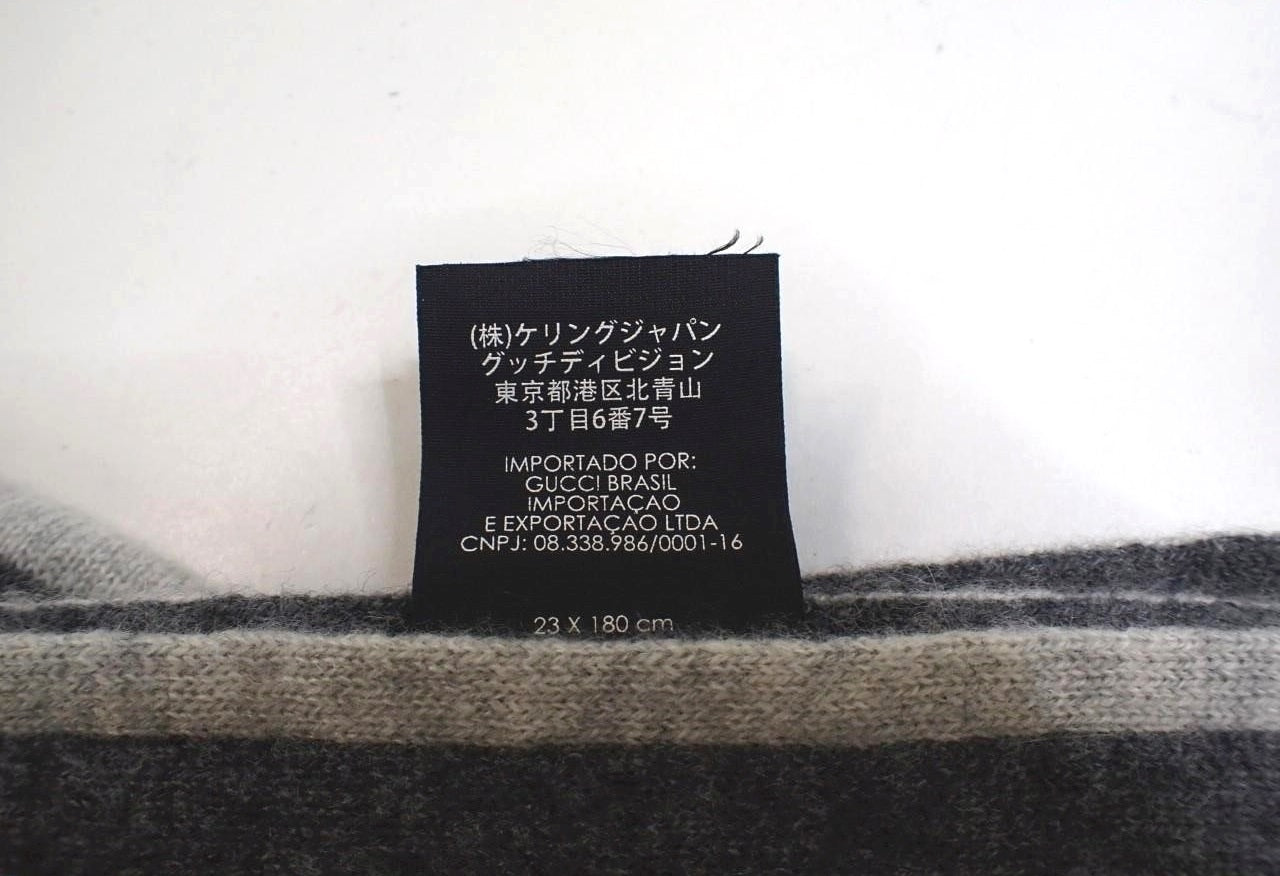 (株)ケリングジャパン
グッチディビジョン
東京都港区北青山
3丁目6番7号
IMPORTADO POR:
GUCCI BRASIL
IMPORTAÇAO
E EXPORTAÇAO LTDA
CNPJ: 08.338.986/0001-16
23 X 180 cm